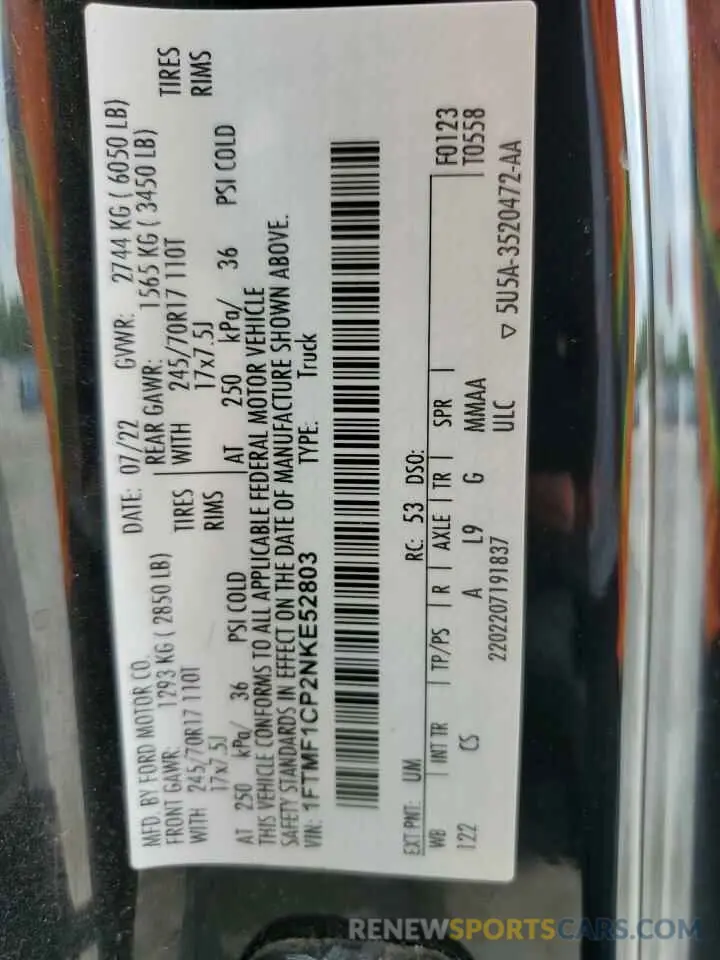 MFD. BY FORD MOTOR CO.
DATE: 07/22 GVWR: 2744 KG ( 6050 LB)
FRONT GAWR: 1293 KG ( 2850 LB)
REAR GAWR: 1565 KG ( 3450 LB)
WITH 245/70R17 110T TIRES
WITH 245/70R17 110T TIRES
17x7.5J RIMS
17x7.5J RIMS
AT 250 kPa/ 36 PSI COLD
AT 250 kPa/ 36 PSI COLD
THIS VEHICLE CONFORMS TO ALL APPLICABLE FEDERAL MOTOR VEHICLE
SAFETY STANDARDS IN EFFECT ON THE DATE OF MANUFACTURE SHOWN ABOVE.
VIN: 1FTMF1CP2NKE52803 TYPE: Truck
F0123
T0558
EXT PNT: UM RC: 53 DSO:
WB INT TR TP/PS R AXLE TR SPR
122 CS A L9 G MMAA
2202207191837 ULC
▽ 5U5A-3520472-AA
RENEWSPORTSCARS.COM